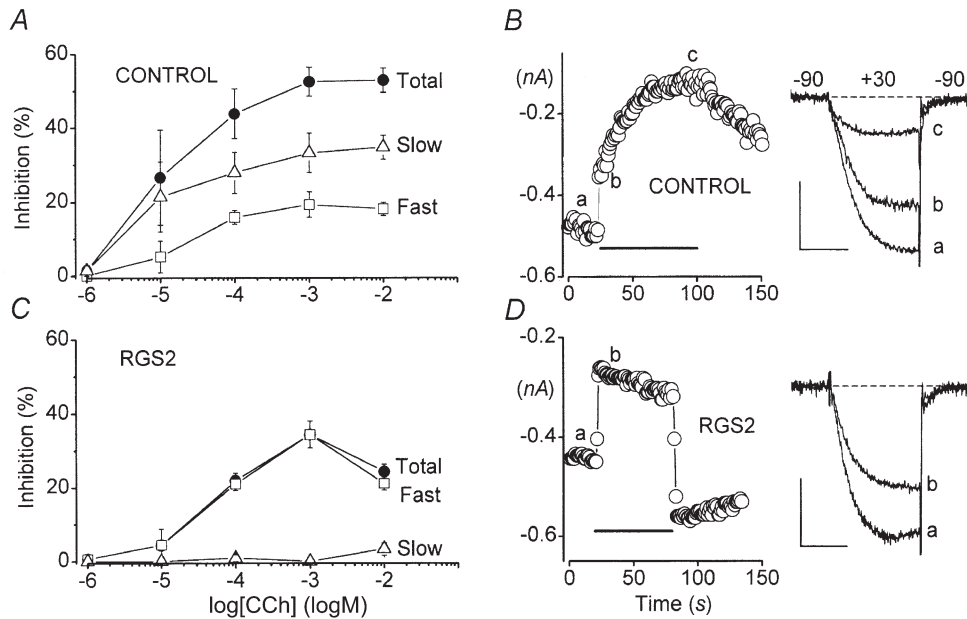 A
60
40
20
0
Inhibition (%)
CONTROL
Total
Slow
Fast
-6 -5 -4 -3 -2
B
(nA)
-0.2
-0.4
-0.6
a
b
c
CONTROL
0 50 100 150
-90 +30 -90
c
b
a
C
60
40
20
0
Inhibition (%)
RGS2
Total
Fast
Slow
-6 -5 -4 -3 -2
log[CCh] (logM)
D
-0.2
(nA)
-0.4
-0.6
a
b
RGS2
0 50 100 150
Time (s)
b
a